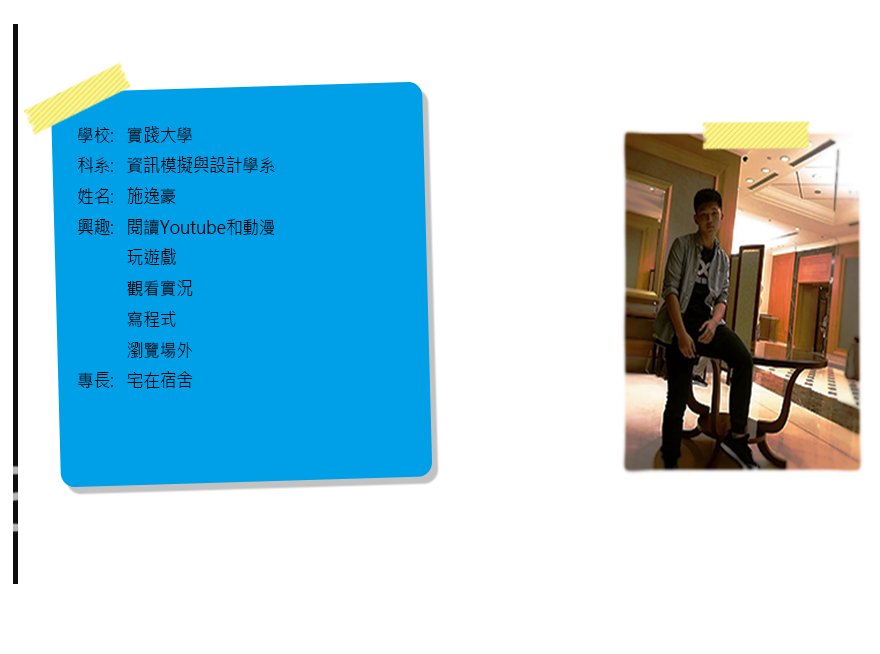 學校: 實踐大學
科系: 資訊模擬與設計學系
姓名: 施逸豪
興趣: 閱讀Youtube和動漫
玩遊戲
觀看實況
寫程式
瀏覽場外
專長: 宅在宿舍